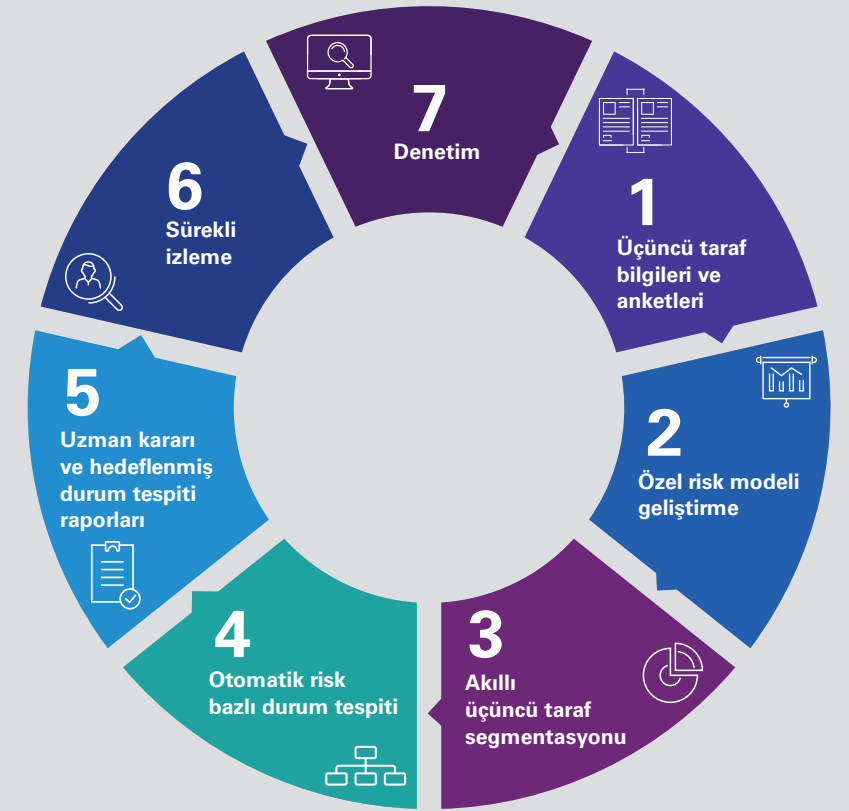 1
Üçüncü taraf
bilgileri ve
anketleri
2
Özel risk modeli
geliştirme
3
Akıllı
üçüncü taraf
segmentasyonu
4
Otomatik risk
bazlı durum tespiti
5
Uzman kararı
ve hedeflenmiş
durum tespiti
raporları
6
Sürekli
izleme
7
Denetim